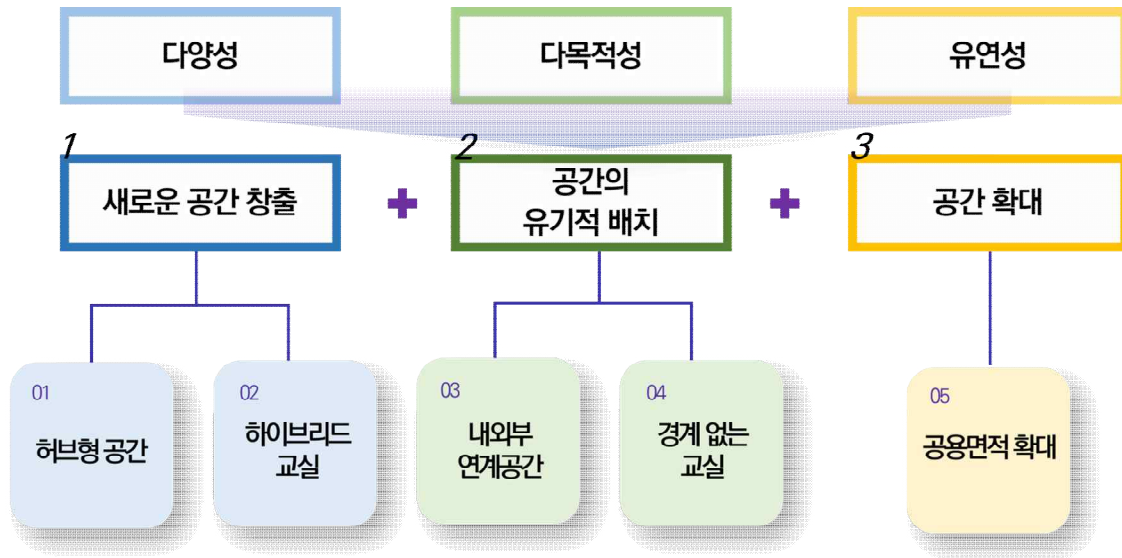 다양성
다목적성
유연성
1
새로운 공간 창출
2
공간의
유기적 배치
3
공간 확대
01
허브형 공간
02
하이브리드
교실
03
내외부
연계공간
04
경계 없는
교실
05
공용면적 확대